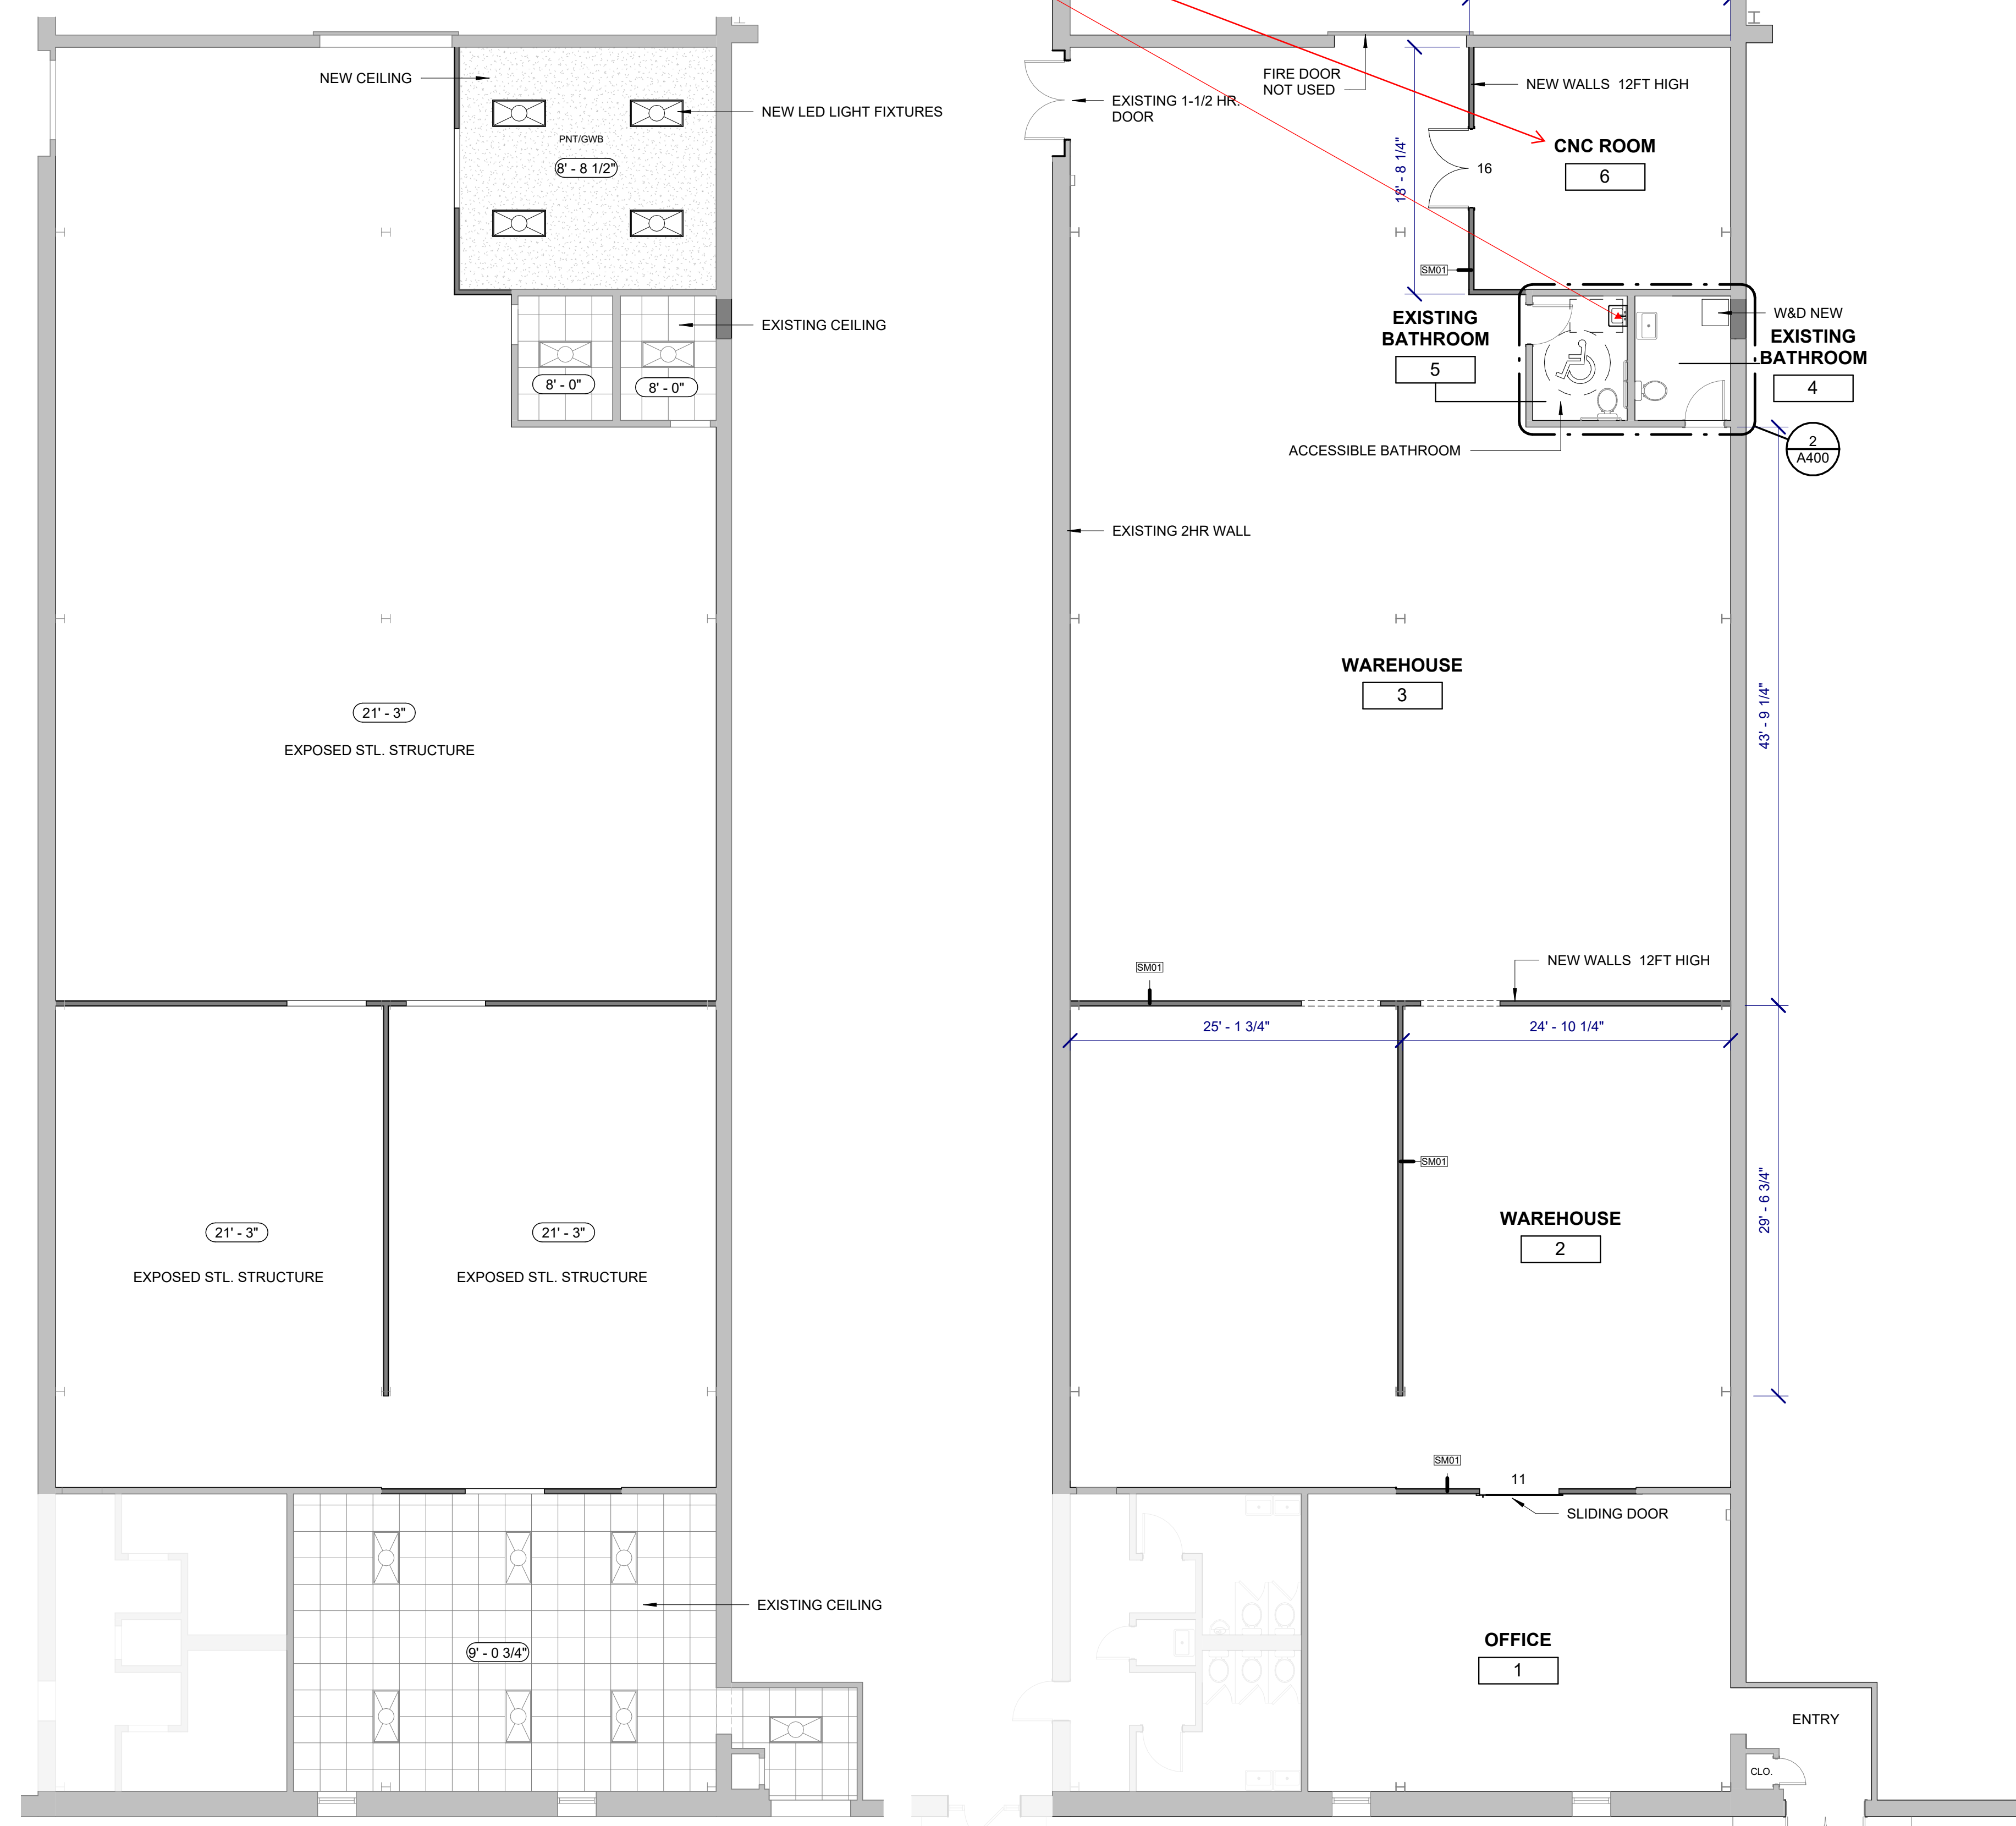 NEW CEILING
NEW LED LIGHT FIXTURES
PNT/GWB
8' - 8 1/2"
EXISTING CEILING
8' - 0"
8' - 0"
21' - 3"
EXPOSED STL. STRUCTURE
21' - 3"
EXPOSED STL. STRUCTURE
21' - 3"
EXPOSED STL. STRUCTURE
EXISTING CEILING
9' - 0 3/4"
FIRE DOOR
NOT USED
NEW WALLS 12FT HIGH
EXISTING 1-1/2 HR.
DOOR
CNC ROOM
6
16
18' - 8 1/4"
SM01
W&D NEW
EXISTING
BATHROOM
5
EXISTING
BATHROOM
4
2
A400
ACCESSIBLE BATHROOM
EXISTING 2HR WALL
WAREHOUSE
3
43' - 9 1/4"
NEW WALLS 12FT HIGH
SM01
25' - 1 3/4"
24' - 10 1/4"
SM01
29' - 6 3/4"
WAREHOUSE
2
SM01
11
SLIDING DOOR
OFFICE
1
ENTRY
CLO.